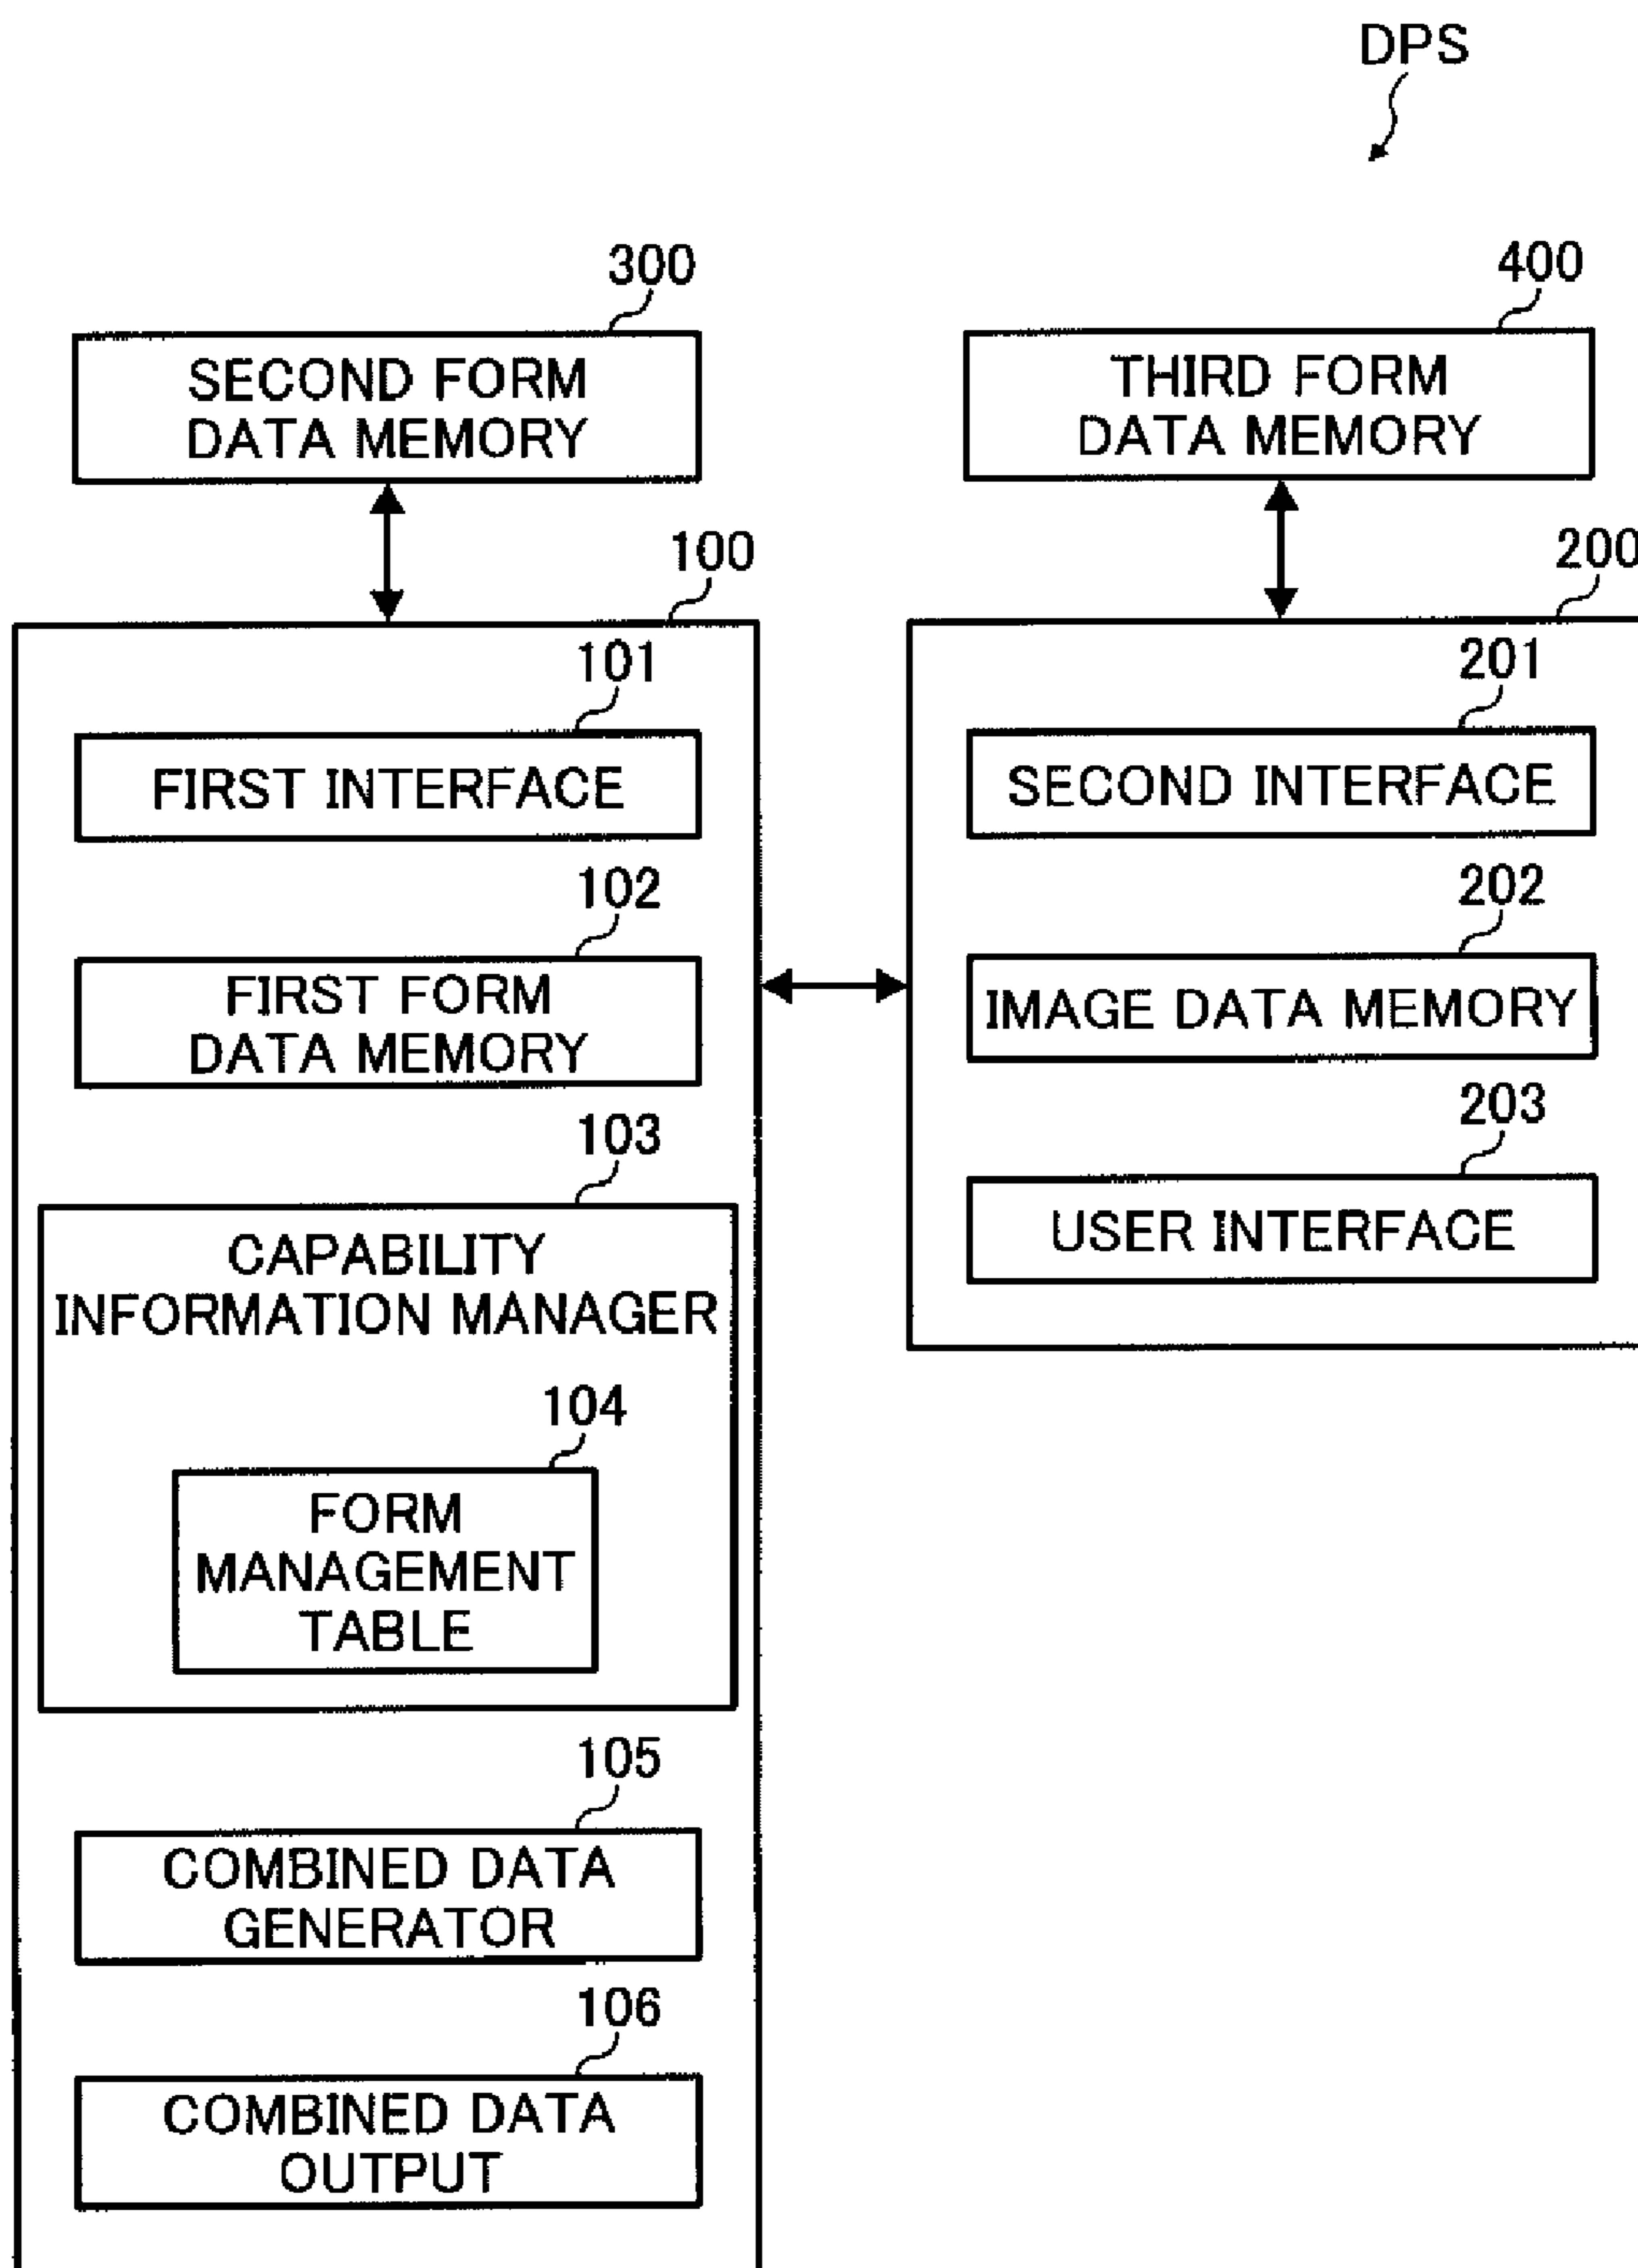 DPS
300
SECOND FORM
DATA MEMORY
400
THIRD FORM
DATA MEMORY
100
101
FIRST INTERFACE
102
FIRST FORM
DATA MEMORY
103
CAPABILITY
INFORMATION MANAGER
104
FORM
MANAGEMENT
TABLE
105
COMBINED DATA
GENERATOR
106
COMBINED DATA
OUTPUT
200
201
SECOND INTERFACE
202
IMAGE DATA MEMORY
203
USER INTERFACE